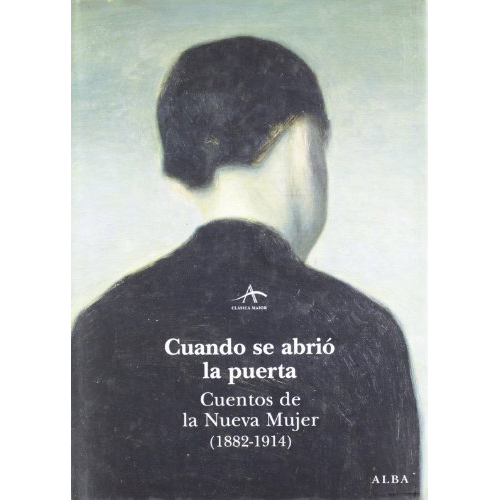 CLÁSICA MAIOR
Cuando se abrió
la puerta
Cuentos de
la Nueva Mujer
(1882-1914)
ALBA